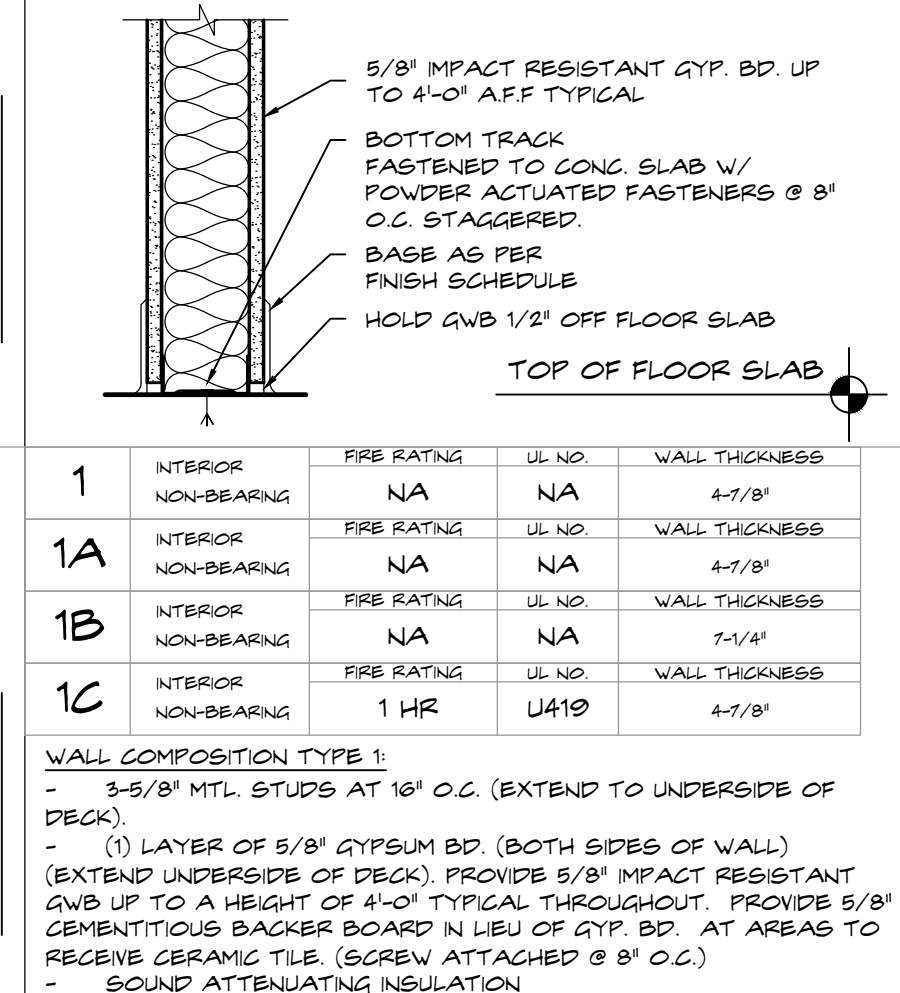 5/8" IMPACT RESISTANT GYP. BD. UP
TO 4'-0" A.F.F TYPICAL
BOTTOM TRACK
FASTENED TO CONC. SLAB W/
POWDER ACTUATED FASTENERS @ 8"
O.C. STAGGERED.
BASE AS PER
FINISH SCHEDULE
HOLD GWB 1/2" OFF FLOOR SLAB
TOP OF FLOOR SLAB
1 INTERIOR NON-BEARING FIRE RATING NA UL NO. NA WALL THICKNESS 4-7/8"
1A INTERIOR NON-BEARING FIRE RATING NA UL NO. NA WALL THICKNESS 4-7/8"
1B INTERIOR NON-BEARING FIRE RATING NA UL NO. NA WALL THICKNESS 7-1/4"
1C INTERIOR NON-BEARING FIRE RATING 1 HR UL NO. U419 WALL THICKNESS 4-7/8"
WALL COMPOSITION TYPE 1:
- 3-5/8" MTL. STUDS AT 16" O.C. (EXTEND TO UNDERSIDE OF
DECK).
- (1) LAYER OF 5/8" GYPSUM BD. (BOTH SIDES OF WALL)
(EXTEND UNDERSIDE OF DECK). PROVIDE 5/8" IMPACT RESISTANT
GWB UP TO A HEIGHT OF 4'-0" TYPICAL THROUGHOUT. PROVIDE 5/8"
CEMENTITIOUS BACKER BOARD IN LIEU OF GYP. BD. AT AREAS TO
RECEIVE CERAMIC TILE. (SCREW ATTACHED @ 8" O.C.)
- SOUND ATTENUATING INSULATION